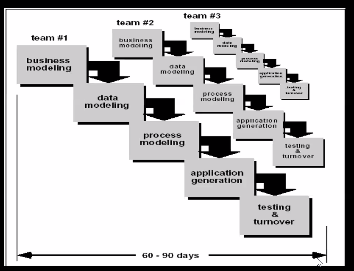 team #1
business
modeling
data
modeling
process
modeling
application
generation
testing
&
turnover
team #2
business
modeling
data
modeling
process
modeling
application
generation
testing
&
turnover
team #3
business
modeling
data
modeling
modeling
application
generation
testing
&
turnover
60 - 90 days